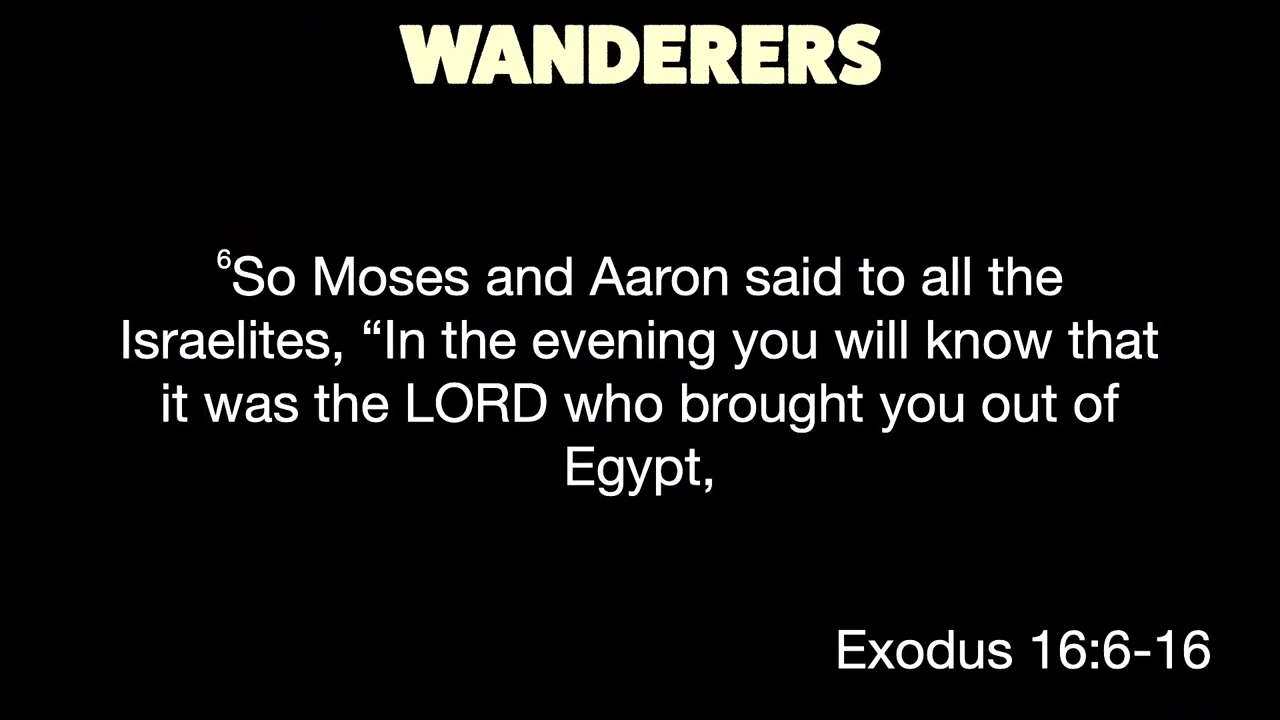 WANDERERS
⁶So Moses and Aaron said to all the
Israelites, “In the evening you will know that
it was the LORD who brought you out of
Egypt,
Exodus 16:6-16